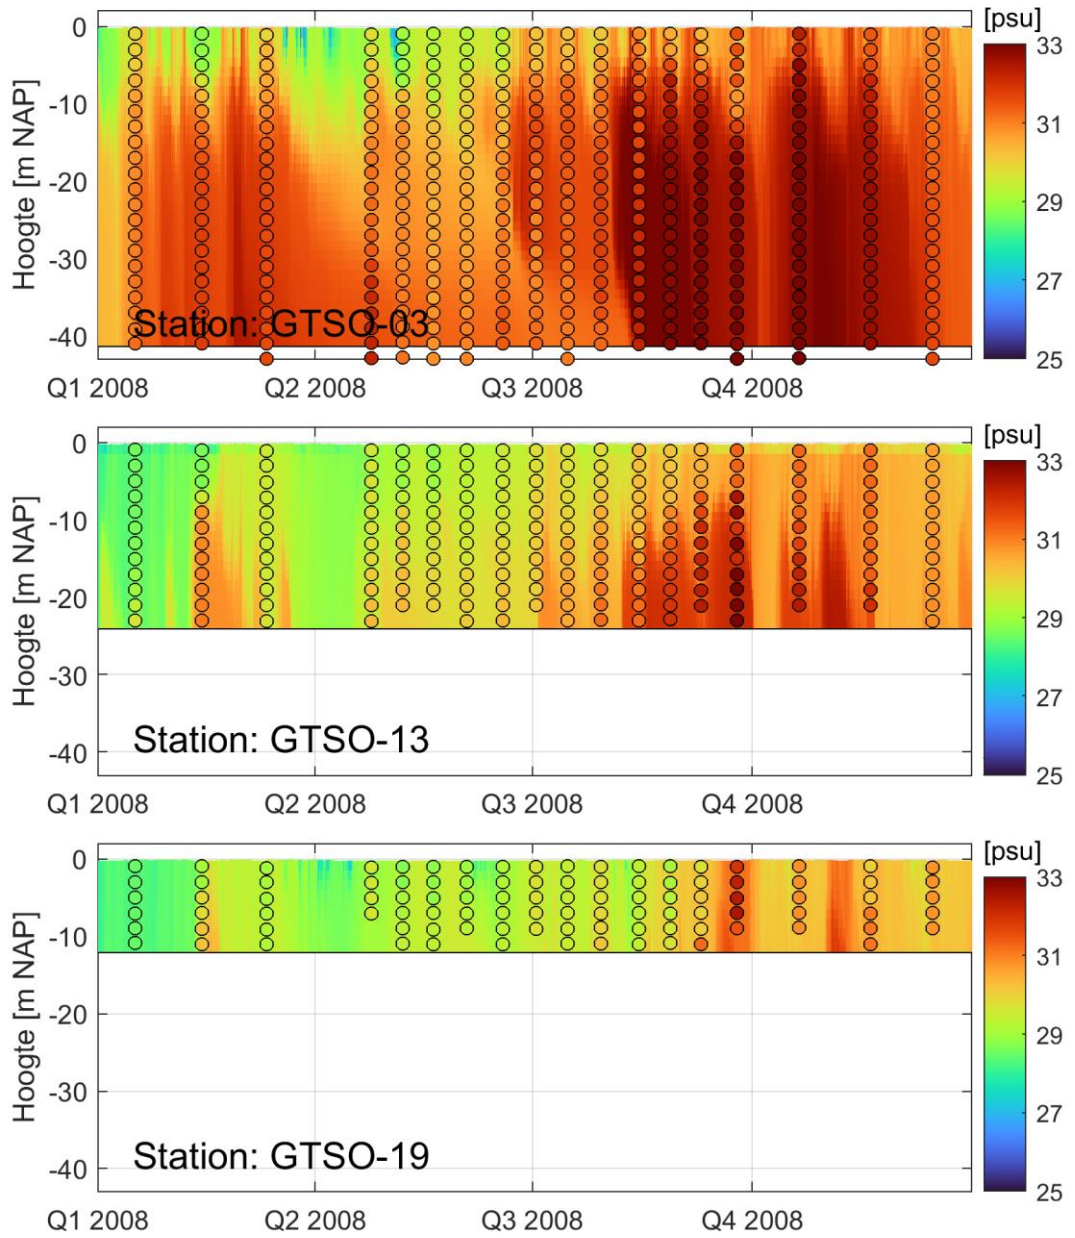 [psu]
0
-10
-20
-30
-40
Hoogte [m NAP]
Station: GTSO-03
33
31
29
27
25
Q1 2008
Q2 2008
Q3 2008
Q4 2008
[psu]
0
-10
-20
-30
-40
Hoogte [m NAP]
Station: GTSO-13
33
31
29
27
25
Q1 2008
Q2 2008
Q3 2008
Q4 2008
[psu]
0
-10
-20
-30
-40
Hoogte [m NAP]
Station: GTSO-19
33
31
29
27
25
Q1 2008
Q2 2008
Q3 2008
Q4 2008